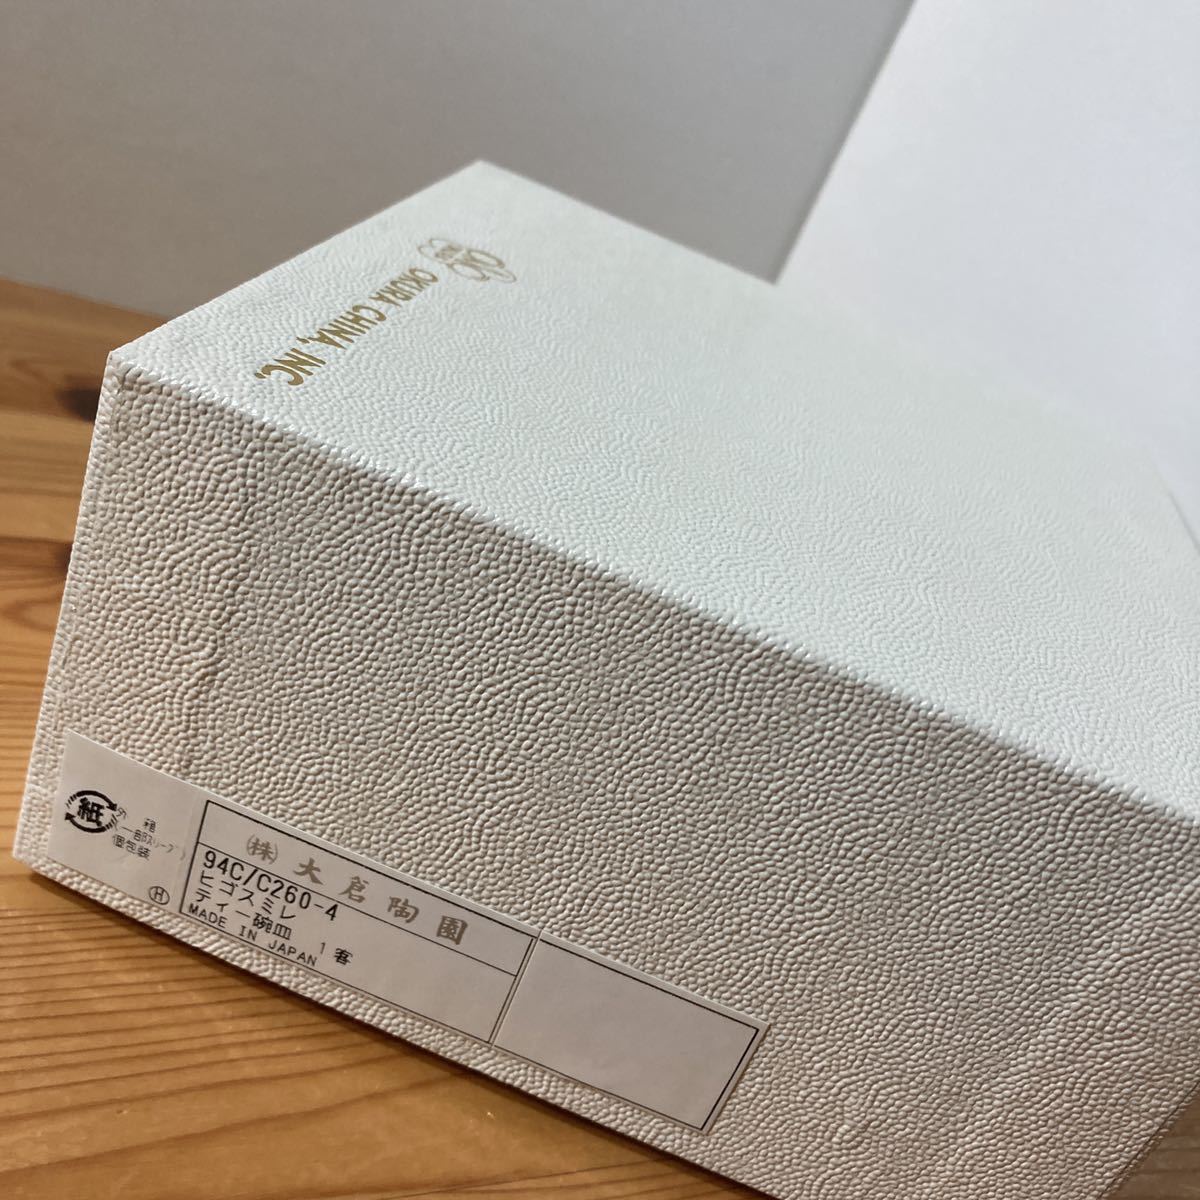 OKURA CHINA, INC.
紙
外箱
(一部スリーブ)
個包装
H
(株) 大倉陶園
94C/C260-4
ヒゴスミレ
ティー碗皿 1客
MADE IN JAPAN